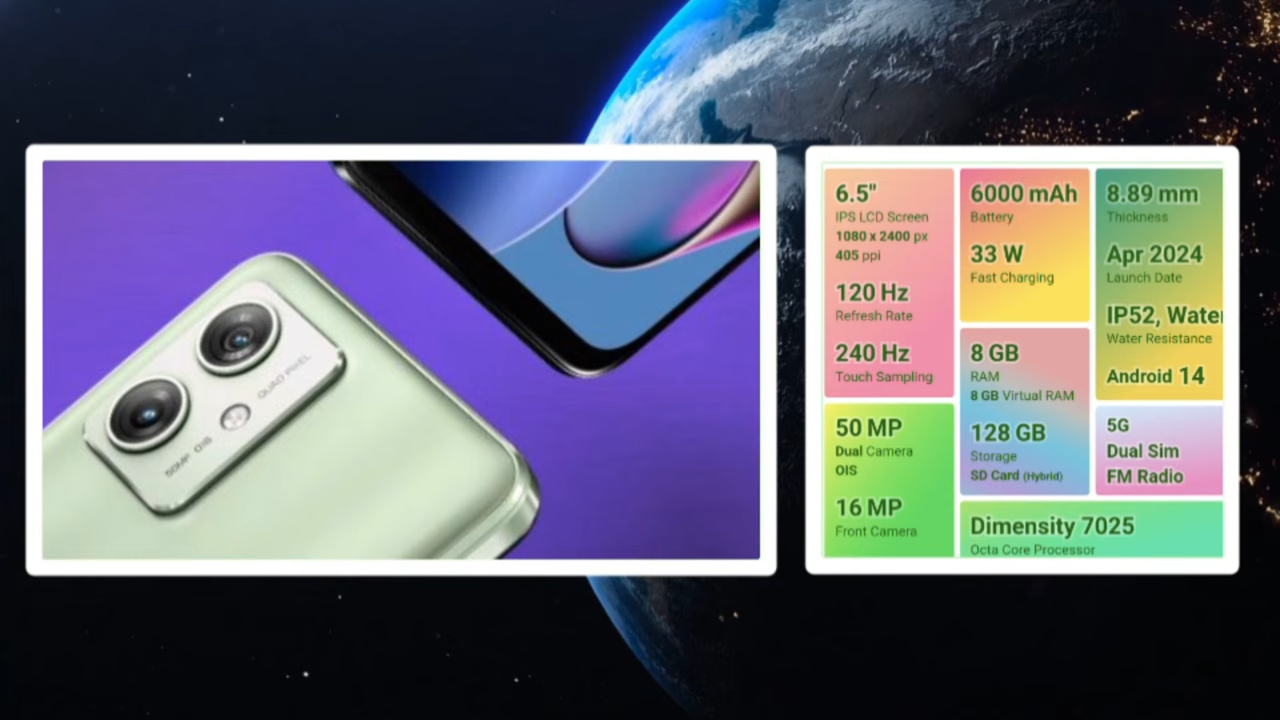 50MP OIS
QUAD PIXEL
6.5"
IPS LCD Screen
1080 x 2400 px
405 ppi
120 Hz
Refresh Rate
240 Hz
Touch Sampling
50 MP
Dual Camera
OIS
16 MP
Front Camera
6000 mAh
Battery
33 W
Fast Charging
8 GB
RAM
8 GB Virtual RAM
128 GB
Storage
SD Card (Hybrid)
8.89 mm
Thickness
Apr 2024
Launch Date
IP52, Water
Water Resistance
Android 14
5G
Dual Sim
FM Radio
Dimensity 7025
Octa Core Processor